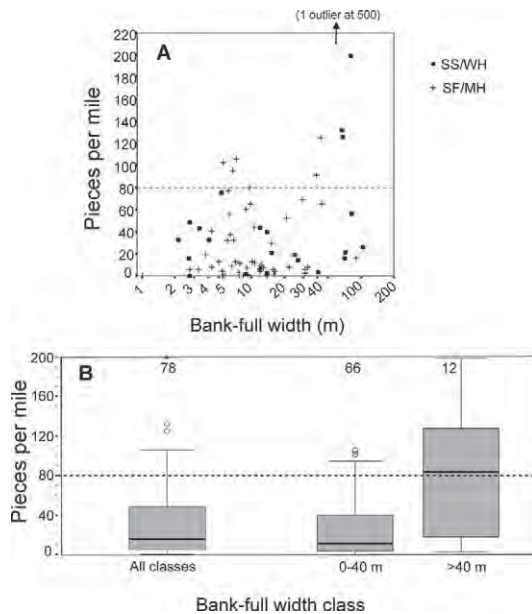 (1 outlier at 500)
A
Pieces per mile
220
200
180
160
140
120
100
80
60
40
20
0
1
2
3
4
5
10
20
30
40
100
200
Bank-full width (m)
SS/WH
SF/MH
B
Pieces per mile
200
160
120
80
40
0
78
66
12
All classes
0-40 m
>40 m
Bank-full width class